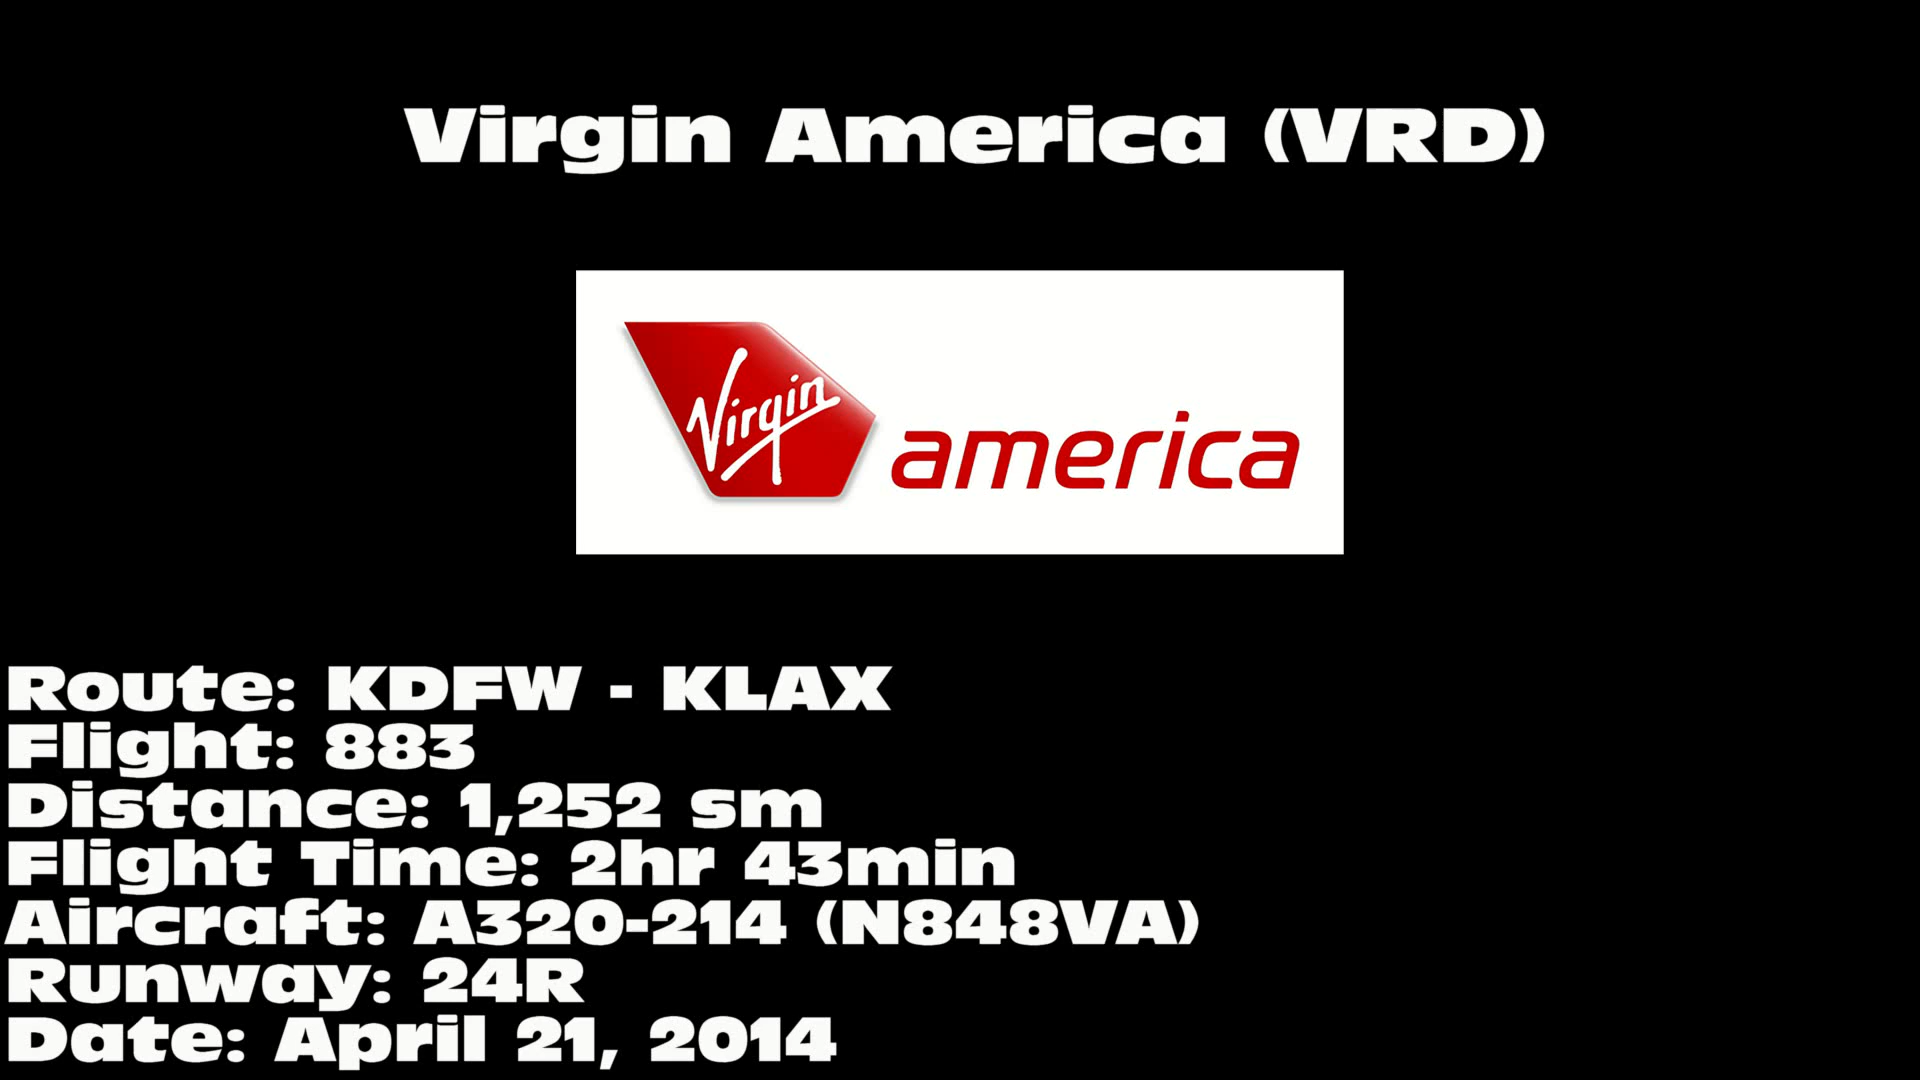 Virgin America (VRD)
Virgin america
Route: KDFW - KLAX
Flight: 883
Distance: 1,252 sm
Flight Time: 2hr 43min
Aircraft: A320-214 (N848VA)
Runway: 24R
Date: April 21, 2014